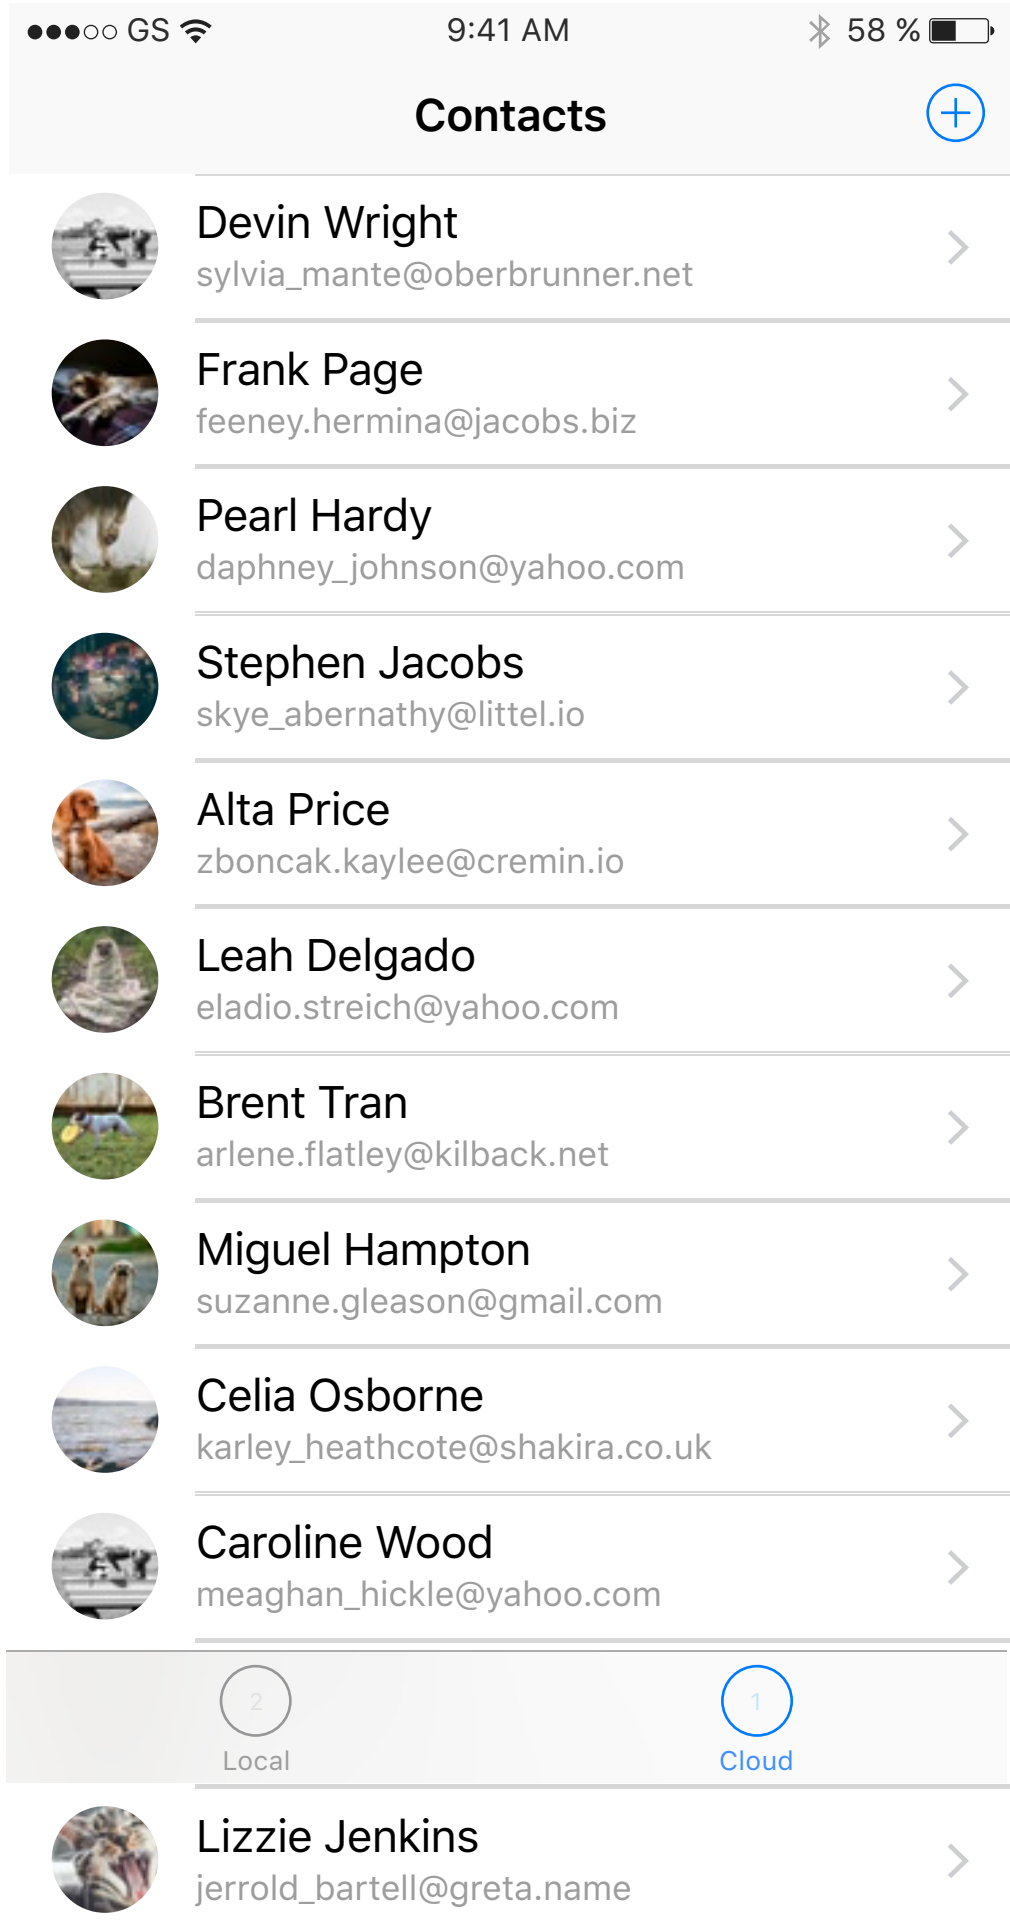 GS 9:41 AM 58 %
Contacts
Devin Wright
sylvia_mante@oberbrunner.net
Frank Page
feeney.hermina@jacobs.biz
Pearl Hardy
daphney_johnson@yahoo.com
Stephen Jacobs
skye_abernathy@littel.io
Alta Price
zboncak.kaylee@cremin.io
Leah Delgado
eladio.streich@yahoo.com
Brent Tran
arlene.flatley@kilback.net
Miguel Hampton
suzanne.gleason@gmail.com
Celia Osborne
karley_heathcote@shakira.co.uk
Caroline Wood
meaghan_hickle@yahoo.com
2 1
Local Cloud
Lizzie Jenkins
jerrold_bartell@greta.name